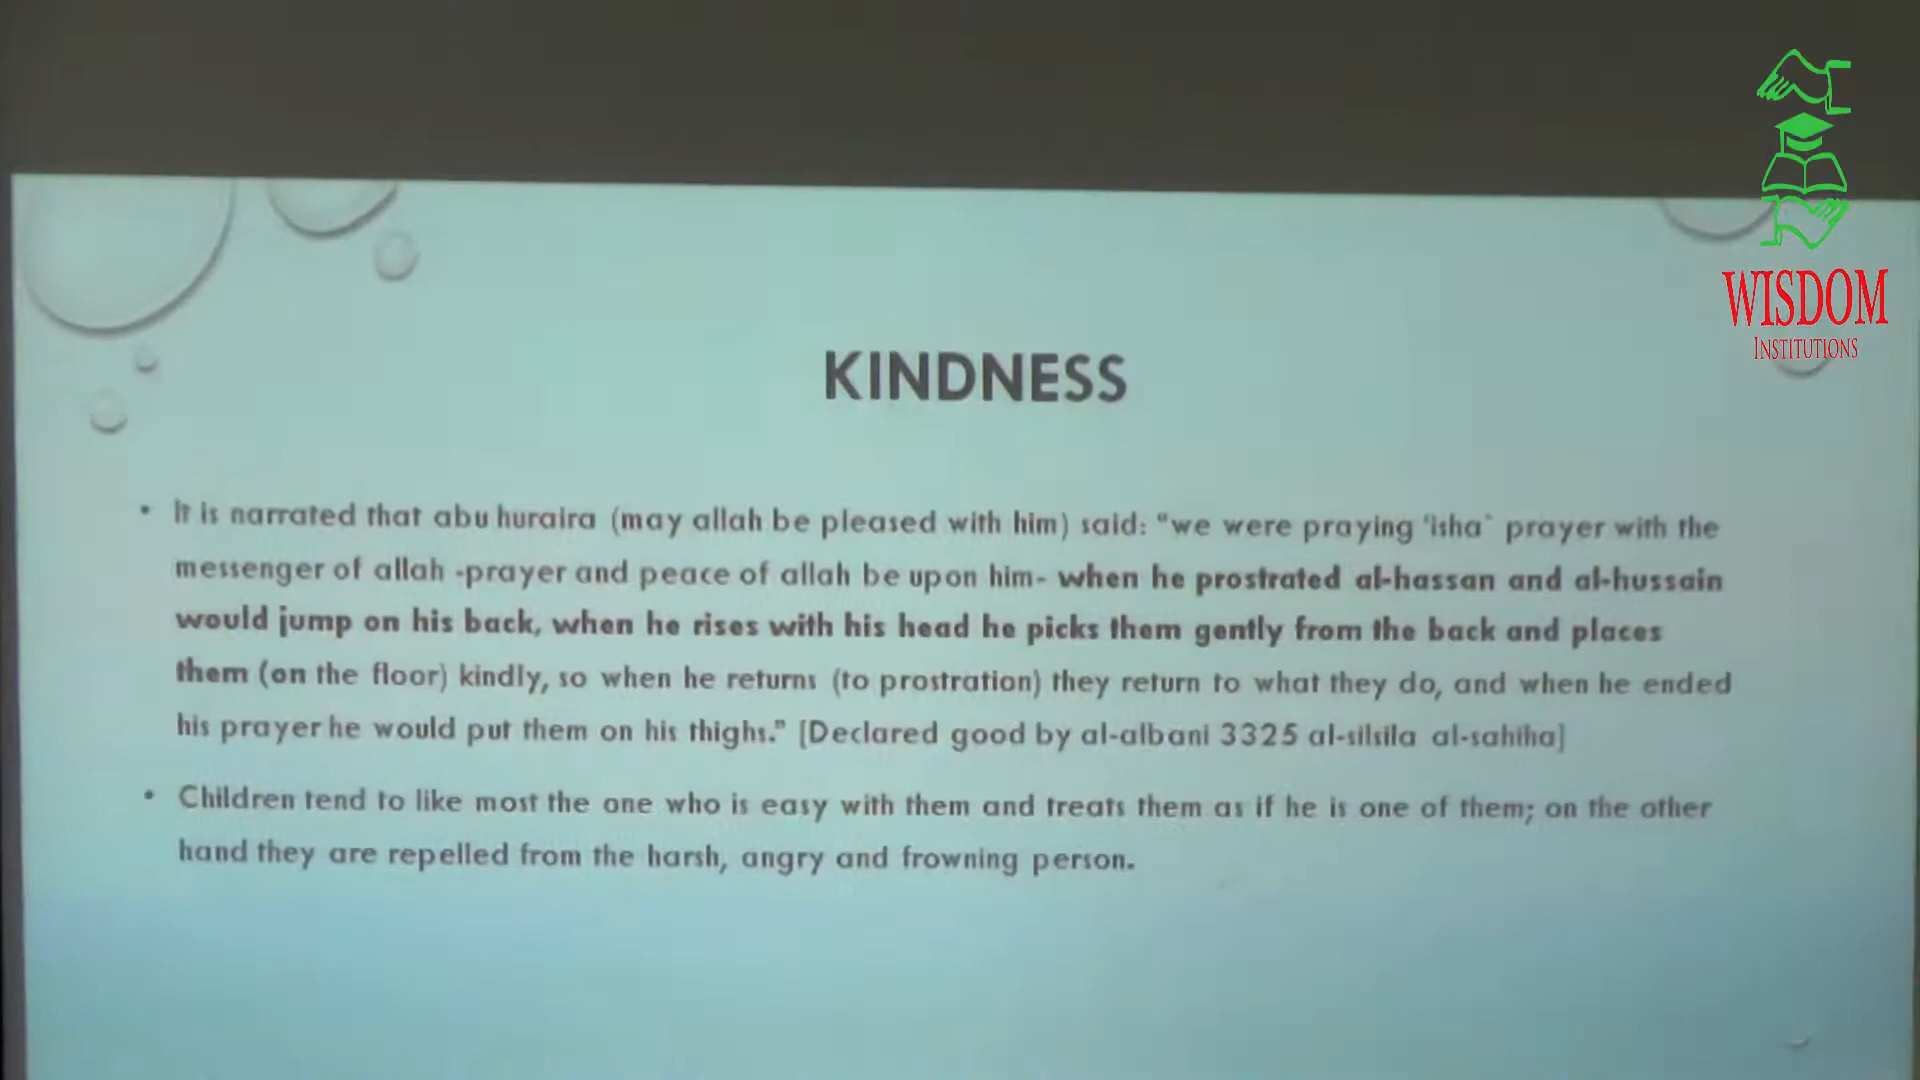 WISDOM
INSTITUTIONS
KINDNESS
• It is narrated that abu huraira (may allah be pleased with him) said: "we were praying 'isha` prayer with the
messenger of allah -prayer and peace of allah be upon him- when he prostrated al-hassan and al-hussain
would jump on his back, when he rises with his head he picks them gently from the back and places
them (on the floor) kindly, so when he returns (to prostration) they return to what they do, and when he ended
his prayer he would put them on his thighs." [Declared good by al-albani 3325 al-silsila al-sahiha]
• Children tend to like most the one who is easy with them and treats them as if he is one of them; on the other
hand they are repelled from the harsh, angry and frowning person.